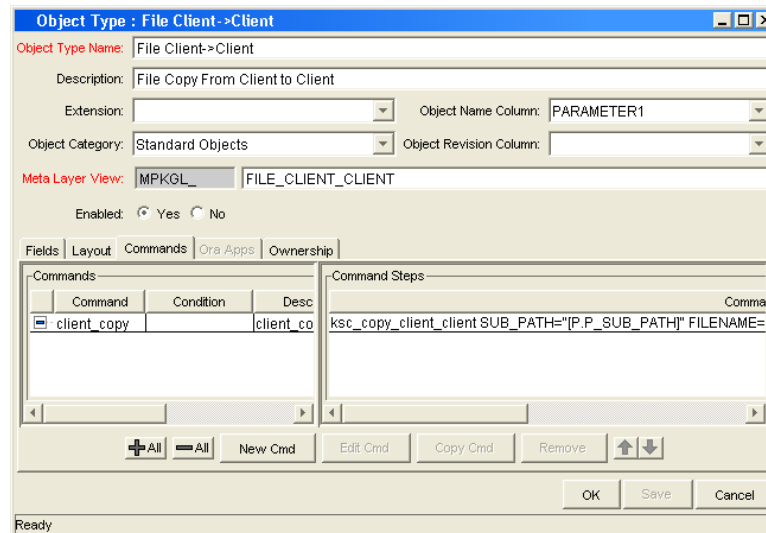 Object Type : File Client->Client
Object Type Name: File Client->Client
Description: File Copy From Client to Client
Extension: Object Name Column: PARAMETER1
Object Category: Standard Objects Object Revision Column:
Meta Layer View: MPKGL_ FILE_CLIENT_CLIENT
Enabled: Yes No
Fields Layout Commands Ora Apps Ownership
Commands Command Steps
Command Condition Desc Comma
client_copy client_co ksc_copy_client_client SUB_PATH="[P.P_SUB_PATH]" FILENAME=
All All New Cmd Edit Cmd Copy Cmd Remove
OK Save Cancel
Ready